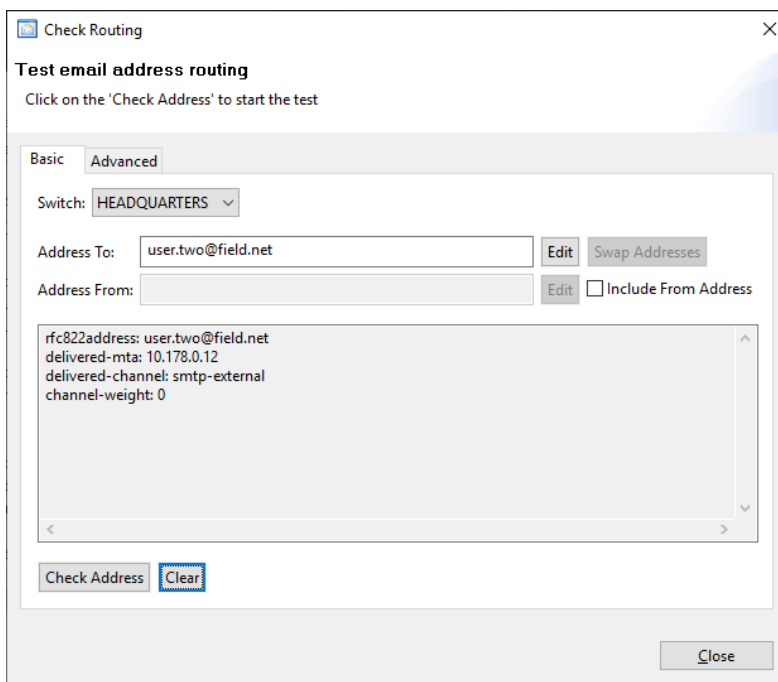 Check Routing
Test email address routing
Click on the 'Check Address' to start the test
Basic Advanced
Switch: HEADQUARTERS
Address To: user.two@field.net Edit Swap Addresses
Address From: Edit Include From Address
rfc822address: user.two@field.net
delivered-mta: 10.178.0.12
delivered-channel: smtp-external
channel-weight: 0
Check Address Clear
Close